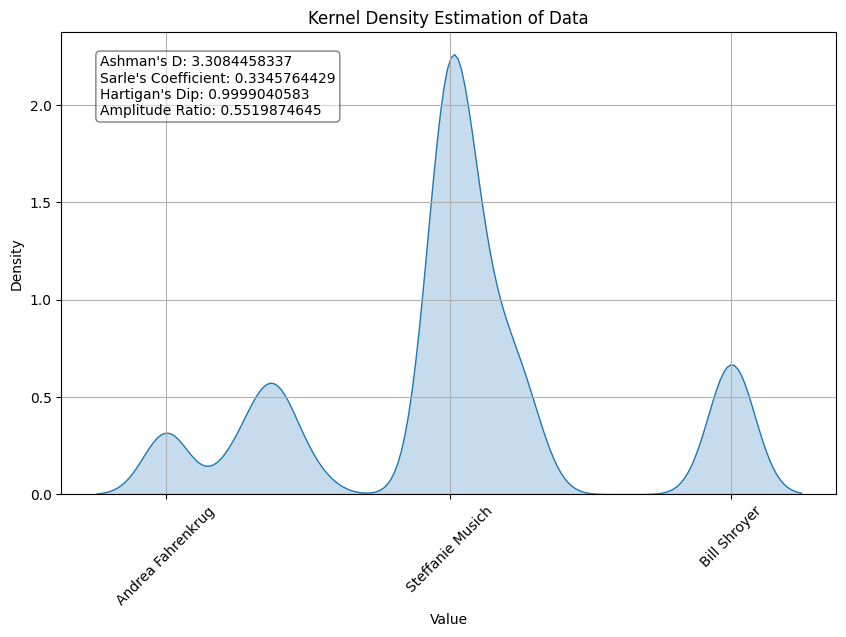 Kernel Density Estimation of Data
Ashman's D: 3.3084458337
Sarle's Coefficient: 0.3345764429
Hartigan's Dip: 0.9999040583
Amplitude Ratio: 0.5519874645
Density
2.0
1.5
1.0
0.5
0.0
Andrea Fahrenkrug
Steffanie Musich
Bill Shroyer
Value